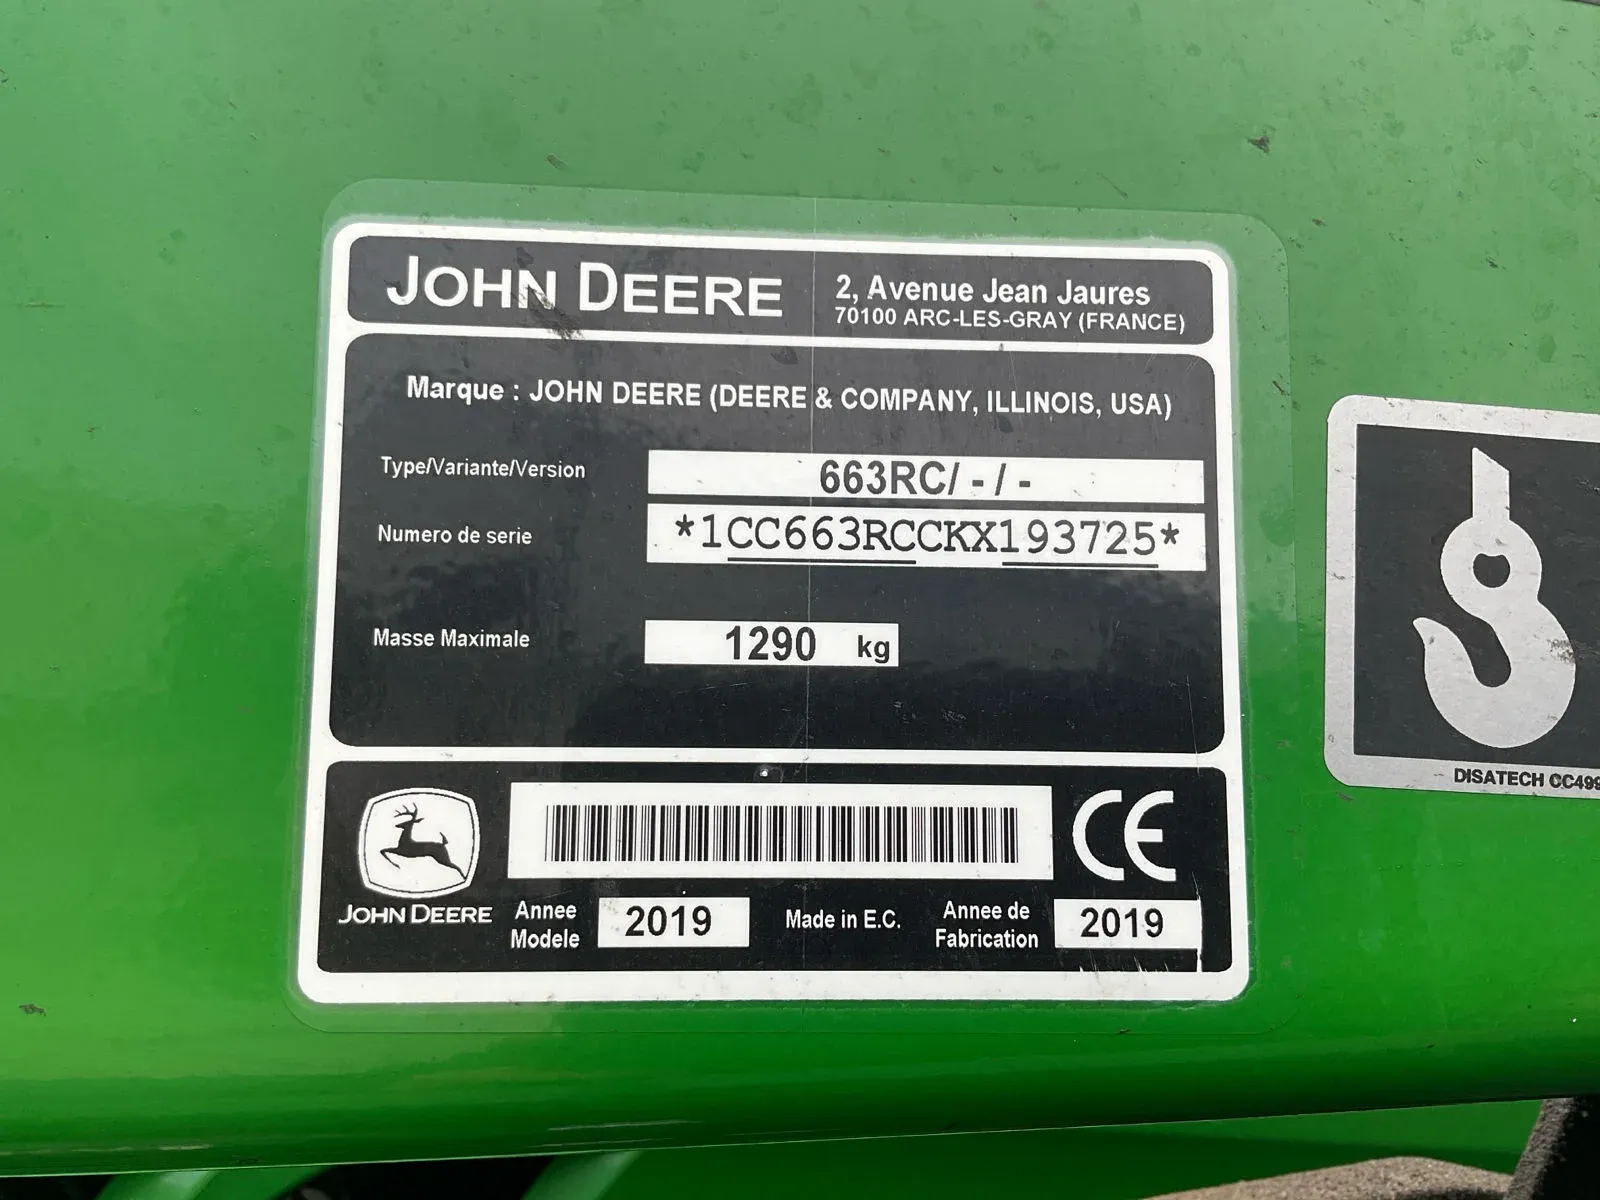 JOHN DEERE
2, Avenue Jean Jaures
70100 ARC-LES-GRAY (FRANCE)
Marque : JOHN DEERE (DEERE & COMPANY, ILLINOIS, USA)
Type/Variante/Version 663RC/ - / -
Numero de serie *1CC663RCCKX193725*
Masse Maximale 1290 kg
CE
JOHN DEERE
Annee Modele 2019
Made in E.C.
Annee de Fabrication 2019
DISATECH CC499